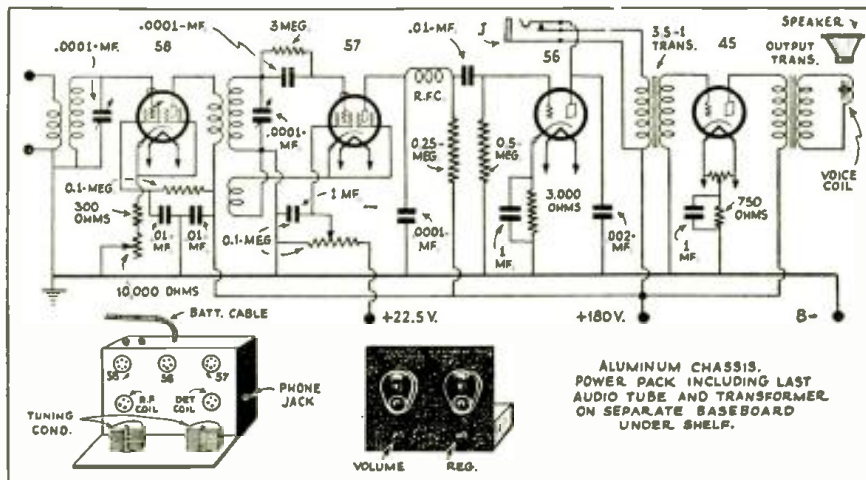 .0001-MF.
58
.0001-MF.
3 MEG.
57
.01-MF.
J
56
3.5-1
TRANS.
45
SPEAKER
OUTPUT
TRANS.
R.F.C.
.0001-
MF.
0.25-
MEG
0.5-
MEG
VOICE
COIL
0.1-MEG
300
OHMS
.01-
MF.
.01
MF.
1 MF.
0.1-MEG
.0001-
MF.
3,000
OHMS
1
MF.
.002-
MF.
750
OHMS
1
MF.
10,000 OHMS
+22.5 V.
+180V.
B-
BATT. CABLE
56
57
R.F.
COIL
DET
COIL
PHONE
JACK
TUNING
COND.
VOLUME
REG.
ALUMINUM CHASSIS.
POWER PACK INCLUDING LAST
AUDIO TUBE AND TRANSFORMER
ON SEPARATE BASEBOARD
UNDER SHELF.